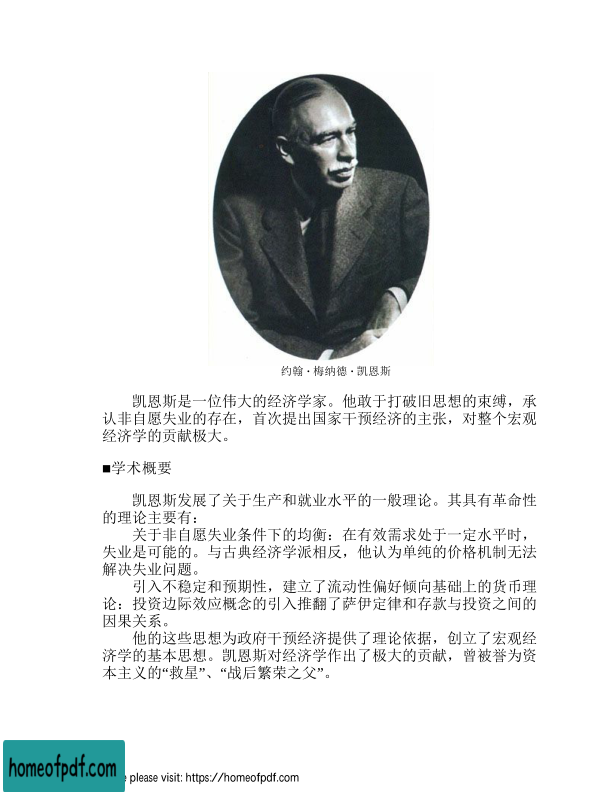 约翰·梅纳德·凯恩斯
凯恩斯是一位伟大的经济学家。他敢于打破旧思想的束缚，承
认非自愿失业的存在，首次提出国家干预经济的主张，对整个宏观
经济学的贡献极大。
■学术概要
凯恩斯发展了关于生产和就业水平的一般理论。其具有革命性
的理论主要有：
关于非自愿失业条件下的均衡：在有效需求处于一定水平时，
失业是可能的。与古典经济学派相反，他认为单纯的价格机制无法
解决失业问题。
引入不稳定和预期性，建立了流动性偏好倾向基础上的货币理
论：投资边际效应概念的引入推翻了萨伊定律和存款与投资之间的
因果关系。
他的这些思想为政府干预经济提供了理论依据，创立了宏观经
济学的基本思想。凯恩斯对经济学作出了极大的贡献，曾被誉为资
本主义的“救星”、“战后繁荣之父”。
homeofpdf.com
please visit: https://homeofpdf.com